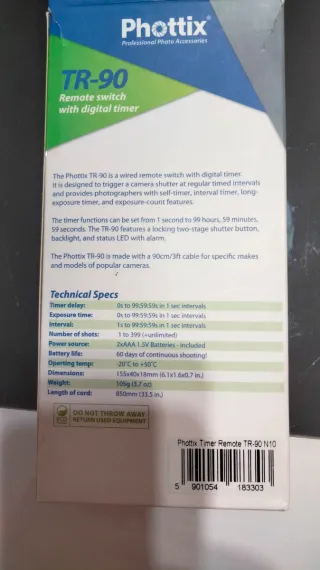 Phottix®
Professional Photo Accessories
TR-90
Remote switch
with digital timer
The Phottix TR-90 is a wired remote switch with digital timer.
It is designed to trigger a camera shutter at regular timed intervals
and provides photographers with self-timer, interval timer, long-
exposure timer, and exposure-count features.
The timer functions can be set from 1 second to 99 hours, 59 minutes,
59 seconds. The TR-90 features a locking two-stage shutter button,
backlight, and status LED with alarm.
The Phottix TR-90 is made with a 90cm/3ft cable for specific makes
and models of popular cameras.
Technical Specs
Timer delay: 0s to 99:59:59s in 1 sec intervals
Exposure time: 0s to 99:59:59s in 1 sec intervals
Interval: 1s to 99:59:59s in 1 sec intervals
Number of shots: 1 to 399 (+unlimited)
Power source: 2xAAA 1.5V Batteries - included
Battery life: 60 days of continuous shooting!
Operting temp: -20°C to +50°C
Dimensions: 155x40x18mm (6.1x1.6x0.7 in.)
Weight: 106g (3.7 oz)
Length of cord: 850mm (33.5 in.)
ECO
DO NOT THROW AWAY
RETURN USED EQUIPMENT
Phottix Timer Remote TR-90 N10
5 901054 183303